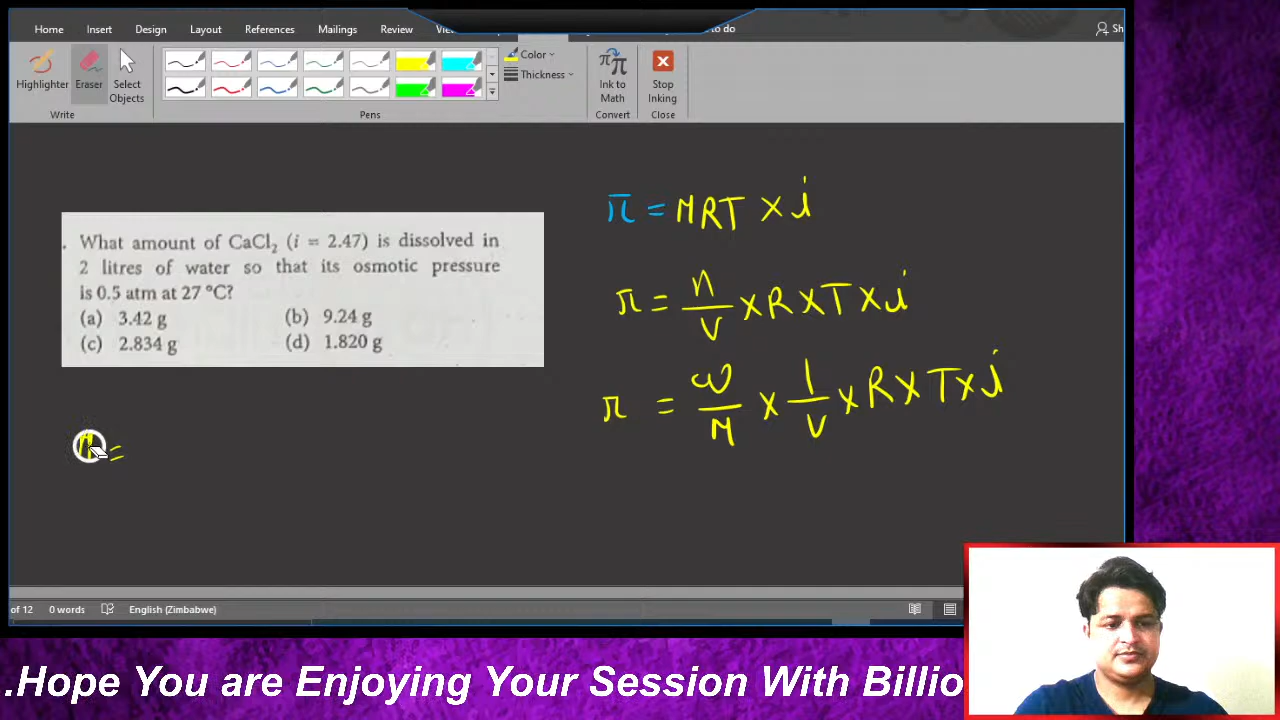 Home Insert Design Layout References Mailings Review to do Sh
Highlighter Eraser Select Objects Color Thickness Ink to Math Stop Inking
Write Pens Convert Close
What amount of CaCl₂ (i = 2.47) is dissolved in
2 litres of water so that its osmotic pressure
is 0.5 atm at 27 °C?
(a) 3.42 g (b) 9.24 g
(c) 2.834 g (d) 1.820 g
π = MRT × i
π = n/V × R × T × i
π = w/M × 1/V × R × T × i
=
of 12 0 words English (Zimbabwe)
.Hope You are Enjoying Your Session With Billio